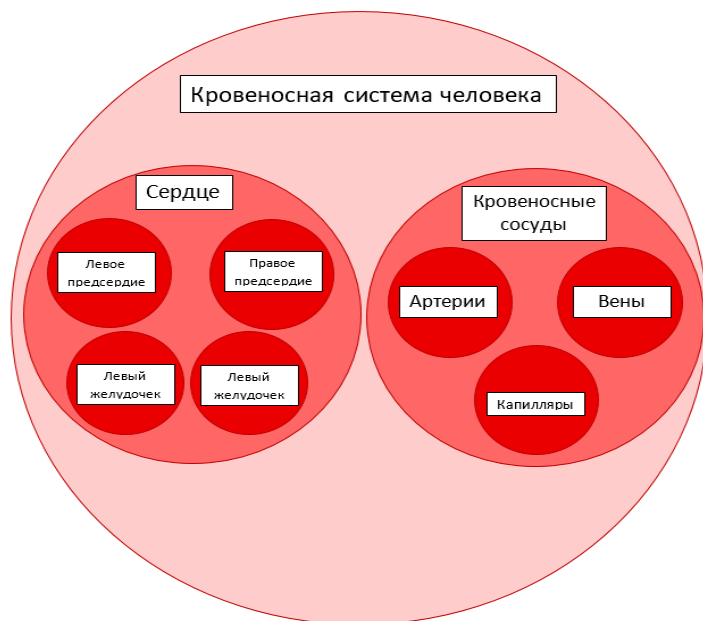 Кровеносная система человека
Сердце
Левое
предсердие
Правое
предсердие
Левый
желудочек
Левый
желудочек
Кровеносные
сосуды
Артерии
Вены
Капилляры